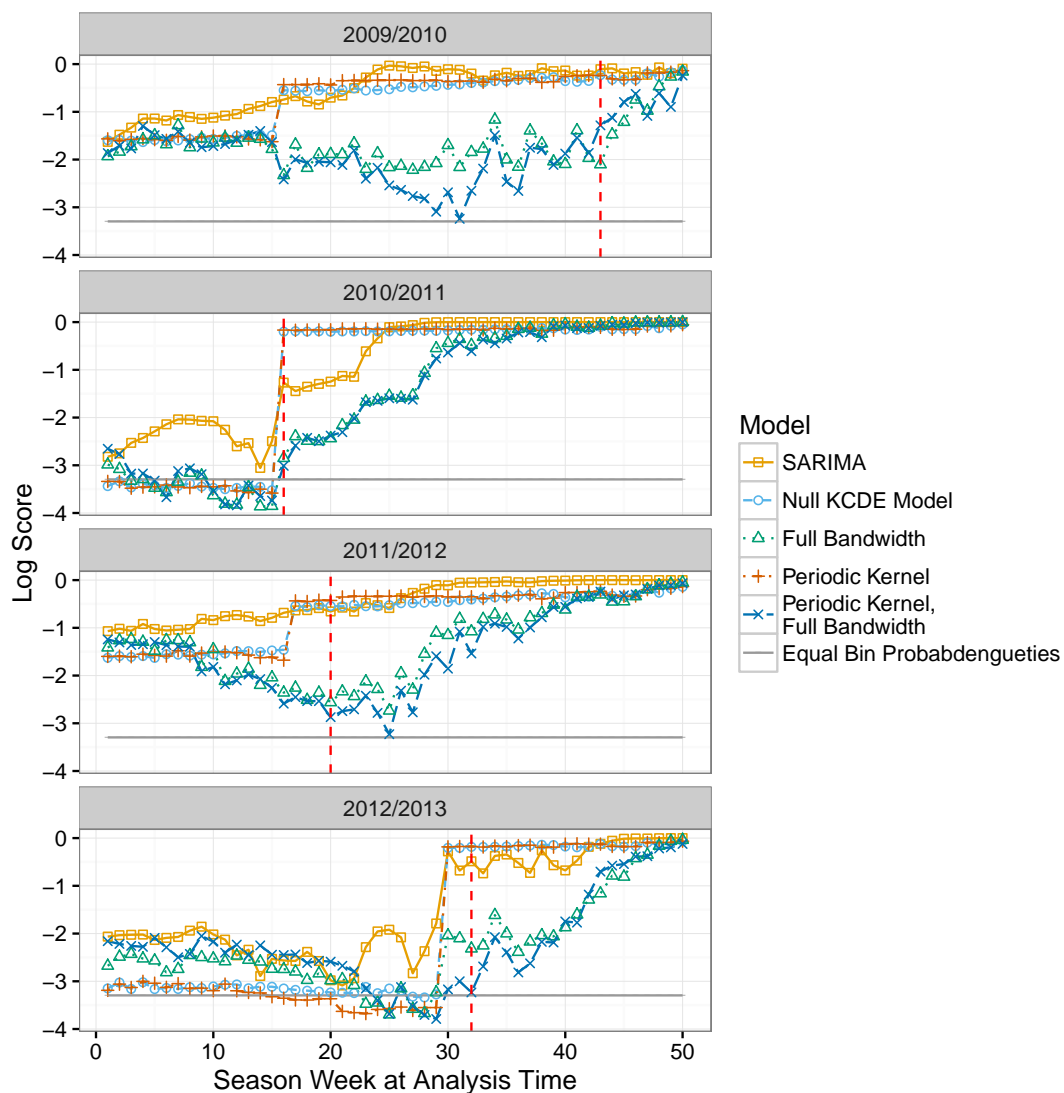 2009/2010
0
−1
−2
−3
−4
2010/2011
0
−1
−2
−3
−4
2011/2012
0
−1
−2
−3
−4
2012/2013
0
−1
−2
−3
−4
0 10 20 30 40 50
Season Week at Analysis Time
Log Score
Model
SARIMA
Null KCDE Model
Full Bandwidth
Periodic Kernel
Periodic Kernel,
Full Bandwidth
Equal Bin Probabdengueties